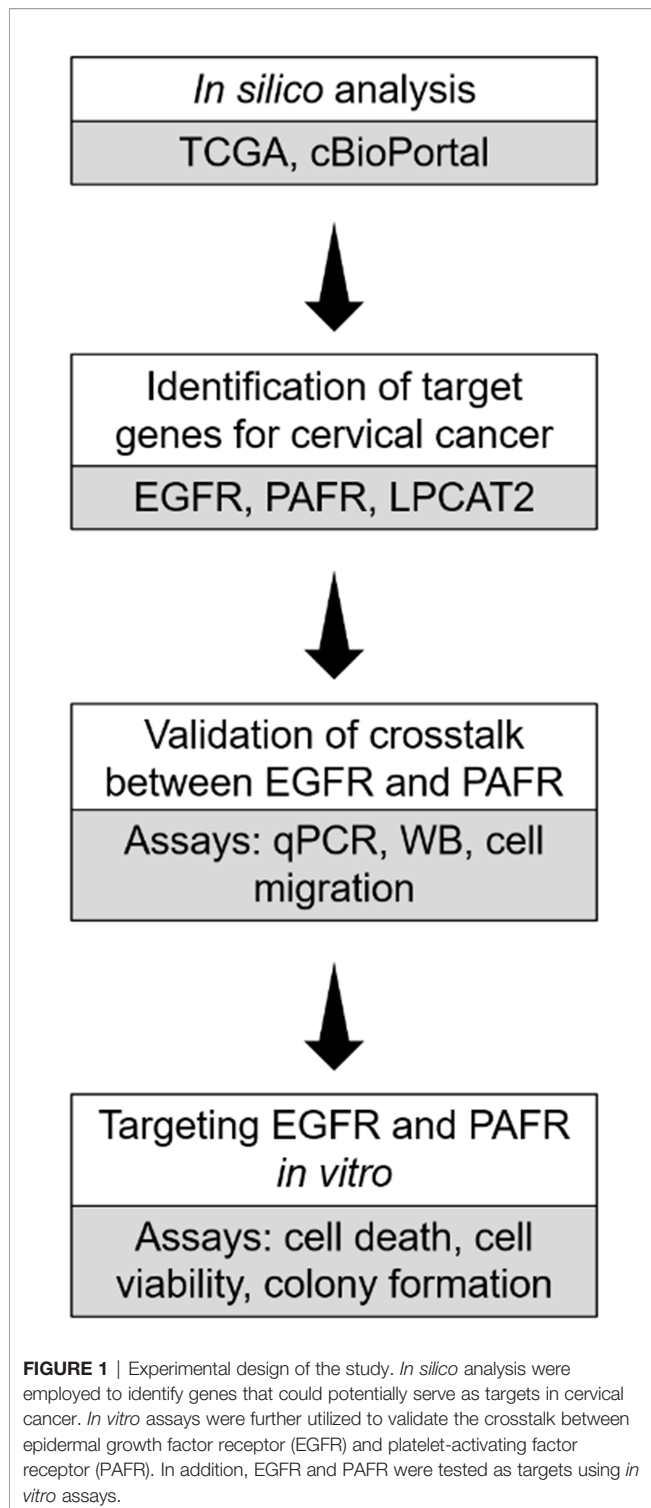 In silico analysis
TCGA, cBioPortal
Identification of target
genes for cervical cancer
EGFR, PAFR, LPCAT2
Validation of crosstalk
between EGFR and PAFR
Assays: qPCR, WB, cell
migration
Targeting EGFR and PAFR
in vitro
Assays: cell death, cell
viability, colony formation
FIGURE 1 | Experimental design of the study. In silico analysis were
employed to identify genes that could potentially serve as targets in cervical
cancer. In vitro assays were further utilized to validate the crosstalk between
epidermal growth factor receptor (EGFR) and platelet-activating factor
receptor (PAFR). In addition, EGFR and PAFR were tested as targets using in
vitro assays.